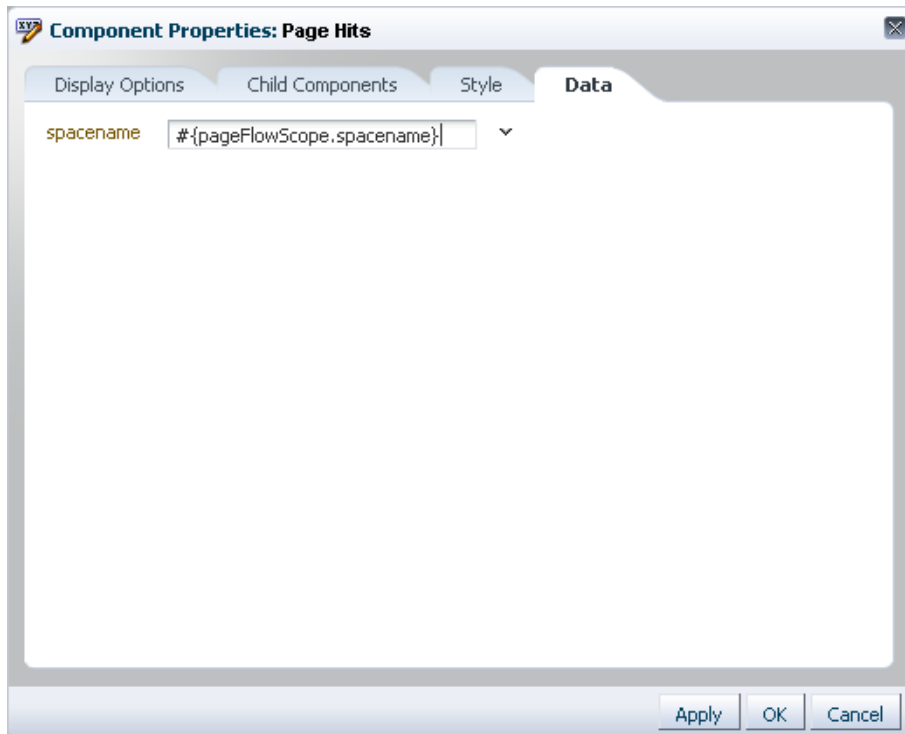 Component Properties: Page Hits
Display Options Child Components Style Data
spacename #{pageFlowScope.spacename}
Apply OK Cancel